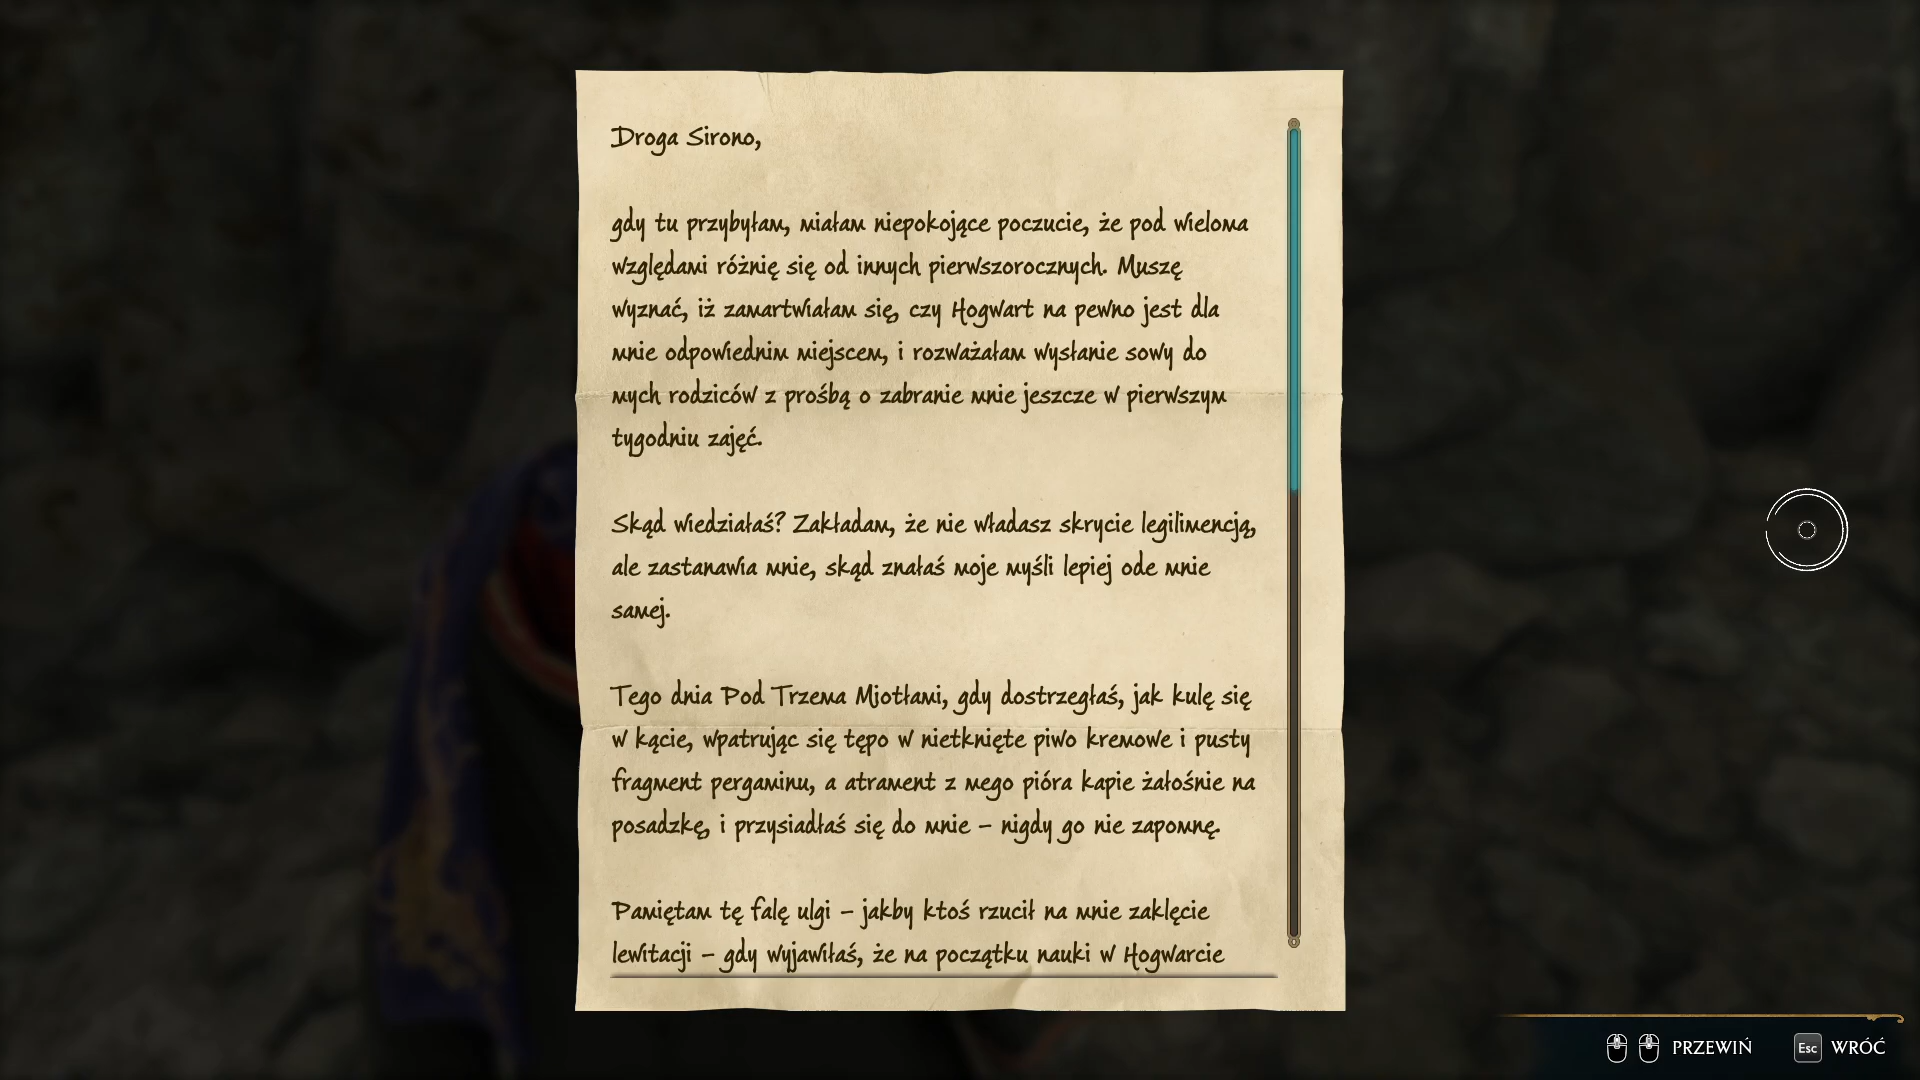 Droga Sirono,
gdy tu przybyłam, miałam niepokojące poczucie, że pod wieloma
względami różnię się od innych pierwszorocznych. Muszę
wyznać, iż zamartwiałam się, czy Hogwart na pewno jest dla
mnie odpowiednim miejscem, i rozważałam wysłanie sowy do
mych rodziców z prośbą o zabranie mnie jeszcze w pierwszym
tygodniu zajęć.
Skąd wiedziałaś? Zakładam, że nie władasz skrycie legilimencją,
ale zastanawia mnie, skąd znałaś moje myśli lepiej ode mnie
samej.
Tego dnia Pod Trzema Miotłami, gdy dostrzegłaś, jak kulę się
w kącie, wpatrując się tępo w nietknięte piwo kremowe i pusty
fragment pergaminu, a atrament z mego pióra kapie żałośnie na
posadzkę, i przysiadłaś się do mnie – nigdy go nie zapomnę.
Pamiętam tę falę ulgi – jakby ktoś rzucił na mnie zaklęcie
lewitacji – gdy wyjawiłaś, że na początku nauki w Hogwarcie
PRZEWIŃ
Esc WRÓĆ